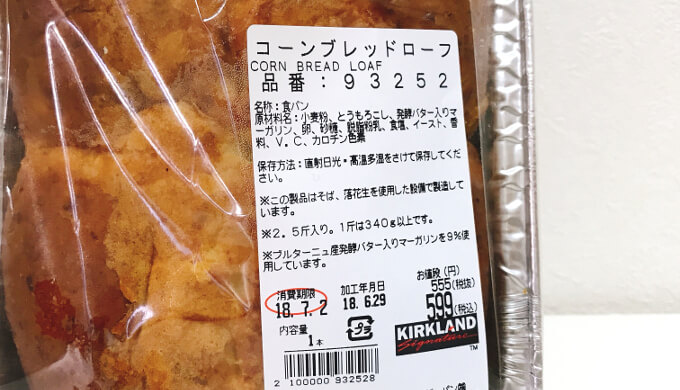 コーンブレッドローフ
CORN BREAD LOAF
品番:93252
名称:食パン
原材料名:小麦粉、とうもろこし、発酵バター入りマ
ーガリン、卵、砂糖、脱脂粉乳、食塩、イースト、香
料、V.C、カロチン色素
保存方法:直射日光・高温多湿をさけて保存してくだ
さい。
※この製品はそば、落花生を使用した設備で製造して
います。
※2.5斤入り。1斤は340g以上です。
※ブルターニュ産発酵バター入りマーガリンを9%使
用しています。
消費期限 加工年月日 お値段(円)
18.7.2 18.6.29 555(税抜)
599(税込)
内容量
1本
プラ
KIRKLAND
Signature
TM
2 100000 932528